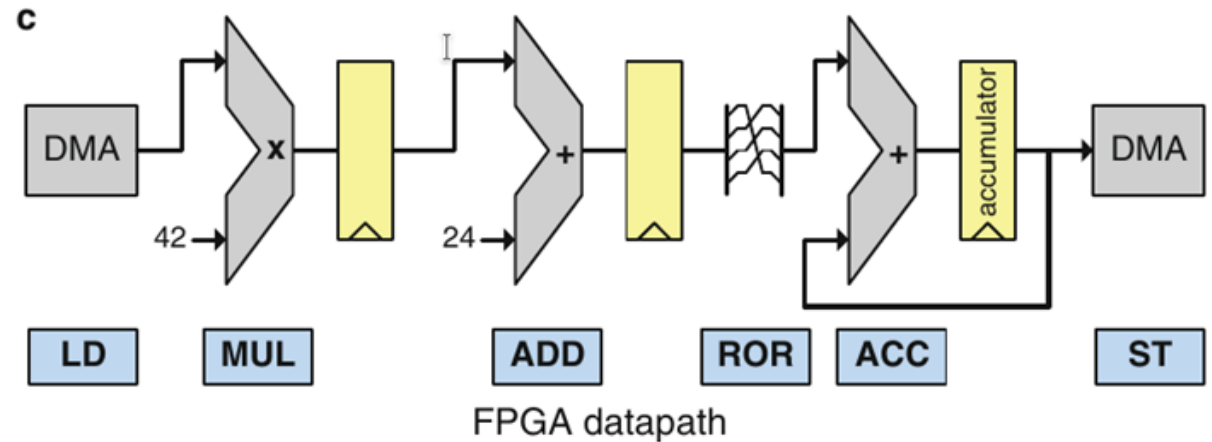 c
DMA
x
42
+
24
+
accumulator
DMA
LD
MUL
ADD
ROR
ACC
ST
FPGA datapath